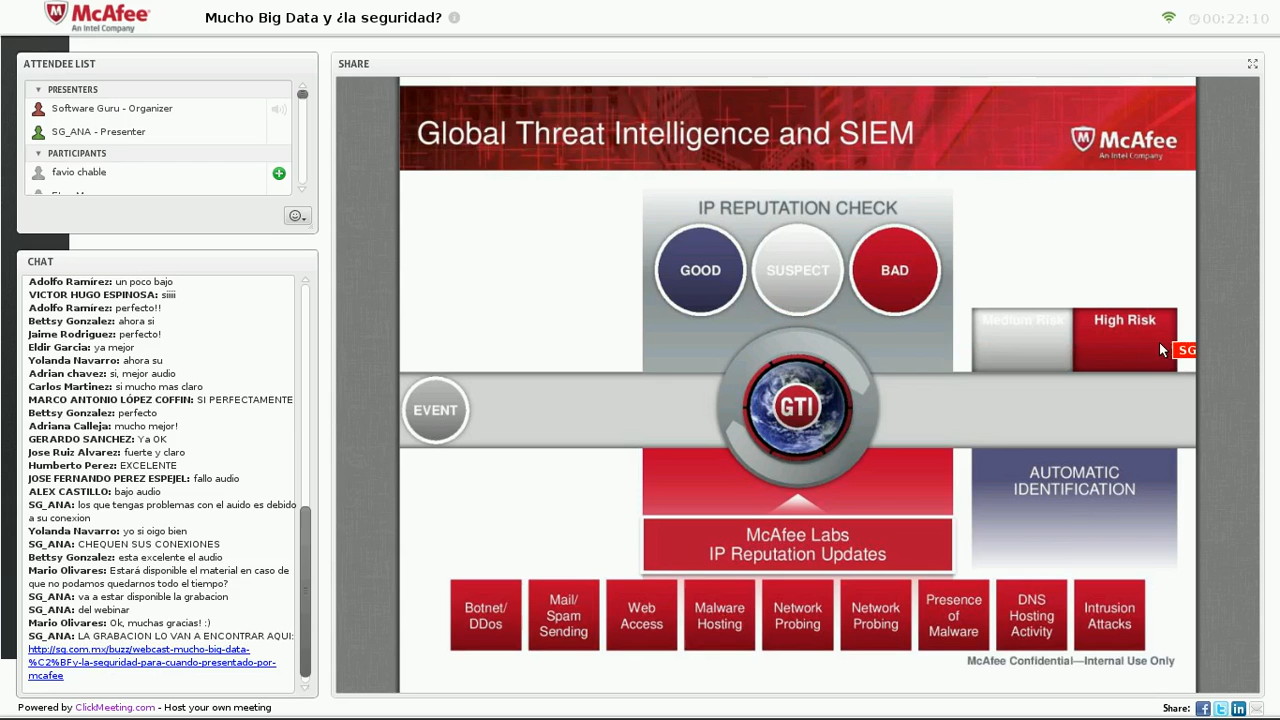 McAfee
An Intel Company
Mucho Big Data y ¿la seguridad?
00:22:10
ATTENDEE LIST
PRESENTERS
Software Guru - Organizer
SG_ANA - Presenter
PARTICIPANTS
favio chable
CHAT
Adolfo Ramírez: un poco bajo
VICTOR HUGO ESPINOSA: siiii
Adolfo Ramírez: perfecto!!
Bettsy Gonzalez: ahora si
Jaime Rodriguez: perfecto!
Eldir Garcia: ya mejor
Yolanda Navarro: ahora su
Adrian chavez: si, mejor audio
Carlos Martinez: si mucho mas claro
MARCO ANTONIO LÓPEZ COFFIN: SI PERFECTAMENTE
Bettsy Gonzalez: perfecto
Adriana Calleja: mucho mejor!
GERARDO SANCHEZ: Ya OK
Jose Ruiz Alvarez: fuerte y claro
Humberto Perez: EXCELENTE
JOSE FERNANDO PEREZ ESPEJEL: fallo audio
ALEX CASTILLO: bajo audio
SG_ANA: los que tengas problemas con el auido es debido
a su conexion
Yolanda Navarro: yo si oigo bien
SG_ANA: CHEQUEN SUS CONEXIONES
Bettsy Gonzalez: esta excelente el audio
Mario Olivares: Estará disponible el material en caso de
que no podamos quedarnos todo el tiempo?
SG_ANA: va a estar disponible la grabacion
SG_ANA: del webinar
Mario Olivares: Ok, muchas gracias! :)
SG_ANA: LA GRABACION LO VAN A ENCONTRAR AQUI:
http://sg.com.mx/buzz/webcast-mucho-big-data-
%C2%BFy-la-seguridad-para-cuando-presentado-por-
mcafee
SHARE
Global Threat Intelligence and SIEM
McAfee
An Intel Company
IP REPUTATION CHECK
GOOD
SUSPECT
BAD
Medium Risk
High Risk
SG
EVENT
GTI
AUTOMATIC
IDENTIFICATION
McAfee Labs
IP Reputation Updates
Botnet/
DDos
Mail/
Spam
Sending
Web
Access
Malware
Hosting
Network
Probing
Network
Probing
Presence
of
Malware
DNS
Hosting
Activity
Intrusion
Attacks
McAfee Confidential—Internal Use Only
Powered by ClickMeeting.com - Host your own meeting
Share: